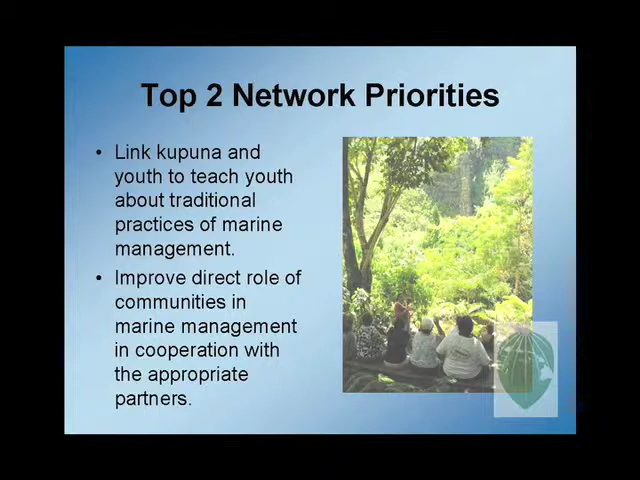 Top 2 Network Priorities
• Link kupuna and
youth to teach youth
about traditional
practices of marine
management.
• Improve direct role of
communities in
marine management
in cooperation with
the appropriate
partners.